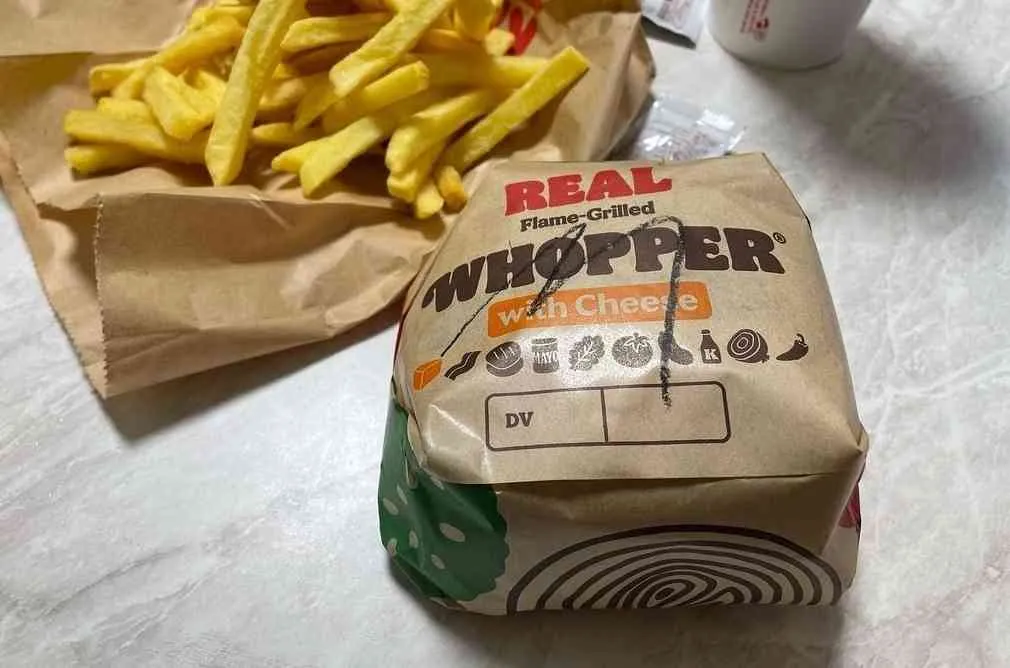 REAL
Flame-Grilled
WHOPPER®
with Cheese
MAYO
K
DV